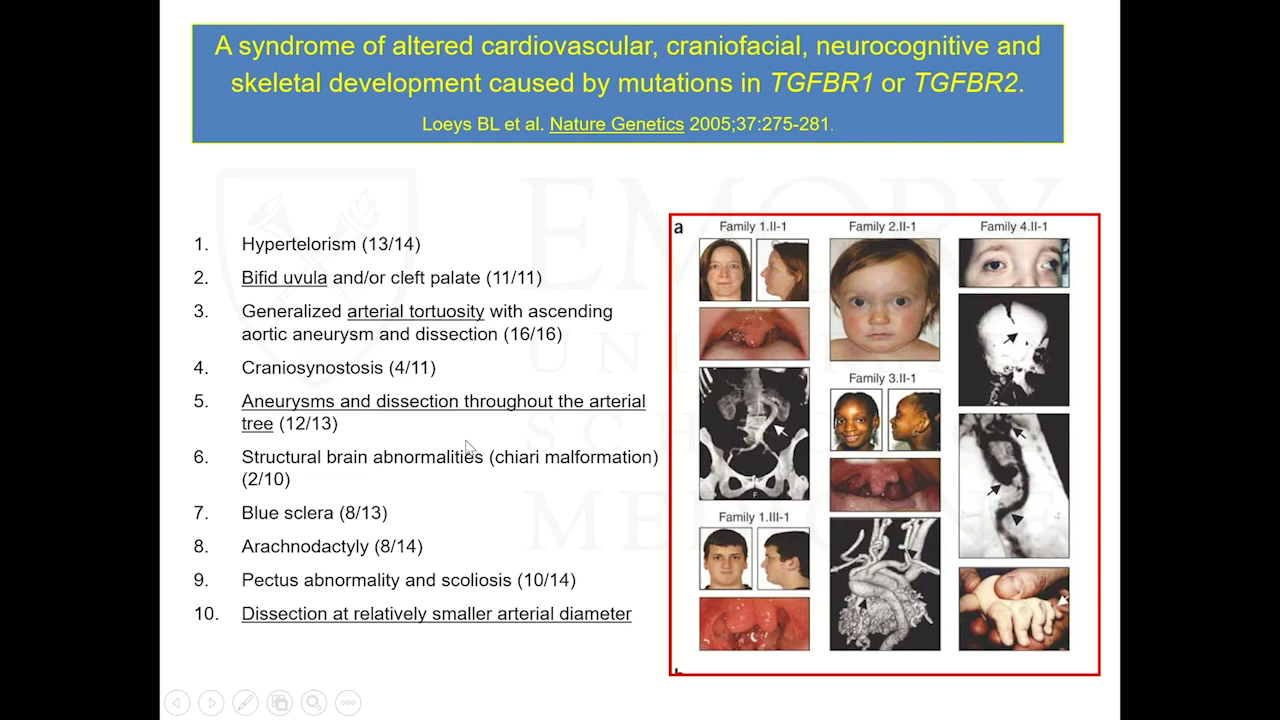 A syndrome of altered cardiovascular, craniofacial, neurocognitive and
skeletal development caused by mutations in TGFBR1 or TGFBR2.
Loeys BL et al. Nature Genetics 2005;37:275-281.
EMORY
UNIVERSITY
SCHOOL OF
MEDICINE
1. Hypertelorism (13/14)
2. Bifid uvula and/or cleft palate (11/11)
3. Generalized arterial tortuosity with ascending
aortic aneurysm and dissection (16/16)
4. Craniosynostosis (4/11)
5. Aneurysms and dissection throughout the arterial
tree (12/13)
6. Structural brain abnormalities (chiari malformation)
(2/10)
7. Blue sclera (8/13)
8. Arachnodactyly (8/14)
9. Pectus abnormality and scoliosis (10/14)
10. Dissection at relatively smaller arterial diameter
a
Family 1.II-1
Family 2.II-1
Family 4.II-1
Family 3.II-1
Family 1.III-1